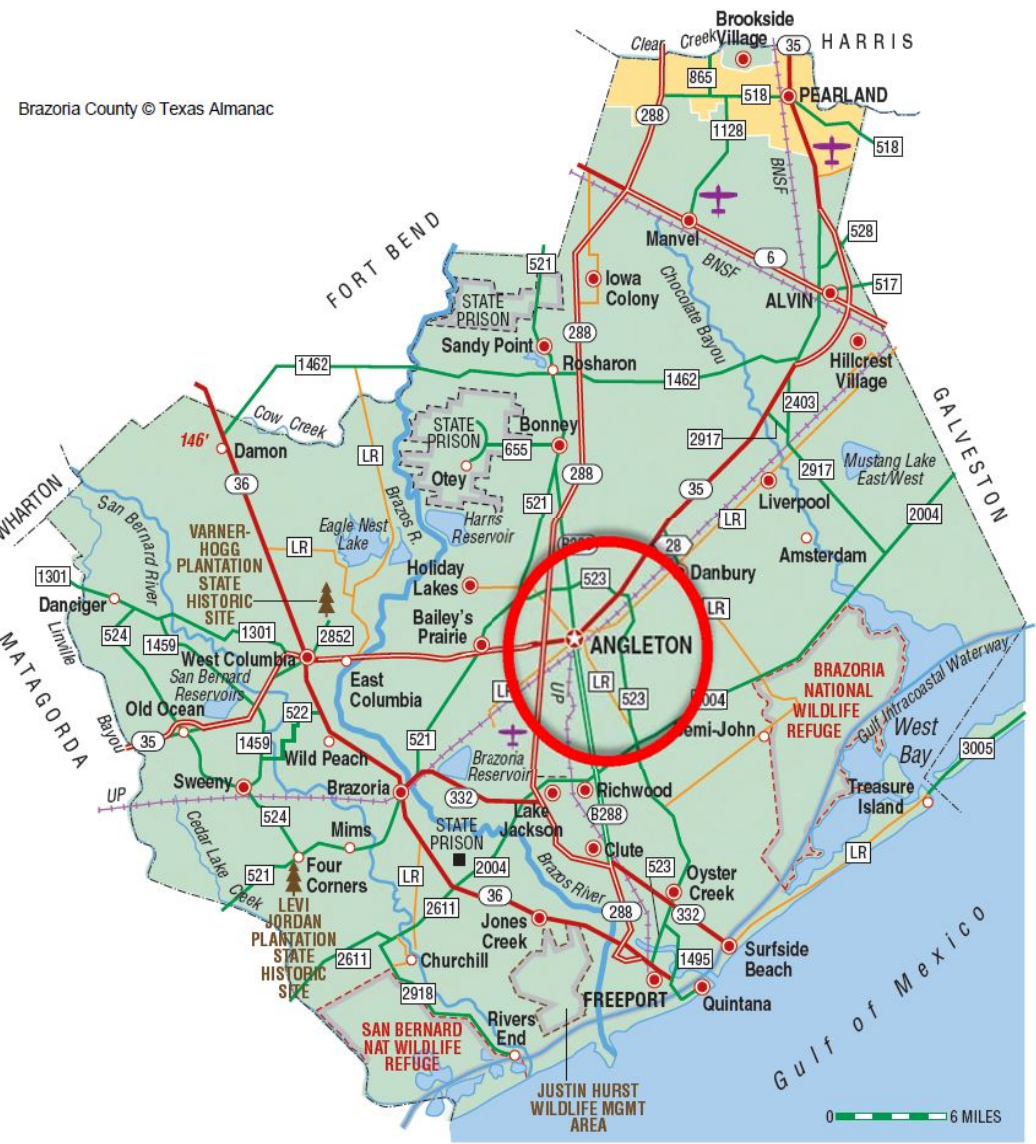 Brookside
Village
Clear
Creek
35
HARRIS
Brazoria County © Texas Almanac
865
518
PEARLAND
288
1128
518
BNSF
FORT BEND
Manvel
528
BNSF
6
521
Iowa
Colony
Chocolate Bayou
517
ALVIN
STATE
PRISON
288
Sandy Point
Rosharon
Hillcrest
Village
1462
1462
GALVESTON
2403
Cow Creek
STATE
PRISON
Bonney
146'
Damon
655
2917
LR
Otey
288
2917
Mustang Lake
East/West
36
521
35
Liverpool
WHARTON
San Bernard
River
Brazos R.
Harris
Reservoir
LR
2004
VARNER-
HOGG
PLANTATION
STATE
HISTORIC
SITE
Eagle Nest
Lake
LR
28
Amsterdam
Holiday
Lakes
523
Danbury
1301
Danciger
LR
Bailey's
Prairie
524
1459
1301
2852
ANGLETON
MATAGORDA
Linville
Bayou
West Columbia
San Bernard
Reservoirs
East
Columbia
LR
UP
LR
523
BRAZORIA
NATIONAL
WILDLIFE
REFUGE
Gulf Intracoastal Waterway
Old Ocean
522
35
1459
Wild Peach
521
West
Bay
3005
Brazoria
Reservoir
Sweeny
Brazoria
UP
332
Richwood
Treasure
Island
Lake
Jackson
B288
524
Mims
STATE
PRISON
Clute
LR
Cedar Lake
Creek
521
Four
Corners
LR
2004
Brazos River
523
Oyster
Creek
LEVI
JORDAN
PLANTATION
STATE
HISTORIC
SITE
36
2611
Jones
Creek
288
332
2611
Churchill
1495
Surfside
Beach
2918
FREEPORT
Quintana
Gulf of Mexico
SAN BERNARD
NAT WILDLIFE
REFUGE
Rivers
End
JUSTIN HURST
WILDLIFE MGMT
AREA
0
6 MILES